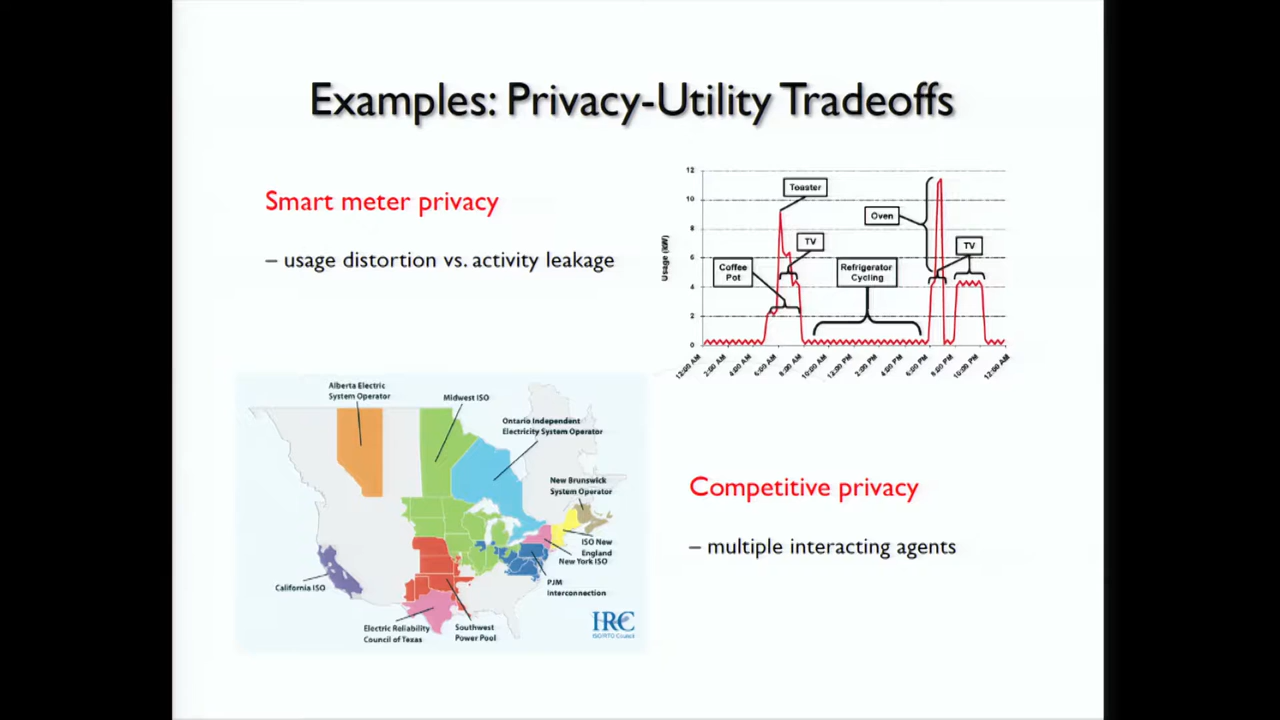 Examples: Privacy-Utility Tradeoffs
Smart meter privacy
– usage distortion vs. activity leakage
12
10
8
6
4
2
0
Usage (kW)
Toaster
Oven
TV
TV
Coffee
Pot
Refrigerator
Cycling
12:00 AM
2:00 AM
4:00 AM
6:00 AM
8:00 AM
10:00 AM
12:00 PM
2:00 PM
4:00 PM
6:00 PM
8:00 PM
10:00 PM
12:00 AM
Alberta Electric
System Operator
Midwest ISO
Ontario Independent
Electricity System Operator
New Brunswick
System Operator
ISO New
England
New York ISO
PJM
Interconnection
California ISO
Electric Reliability
Council of Texas
Southwest
Power Pool
IRC
ISO/RTO Council
Competitive privacy
– multiple interacting agents